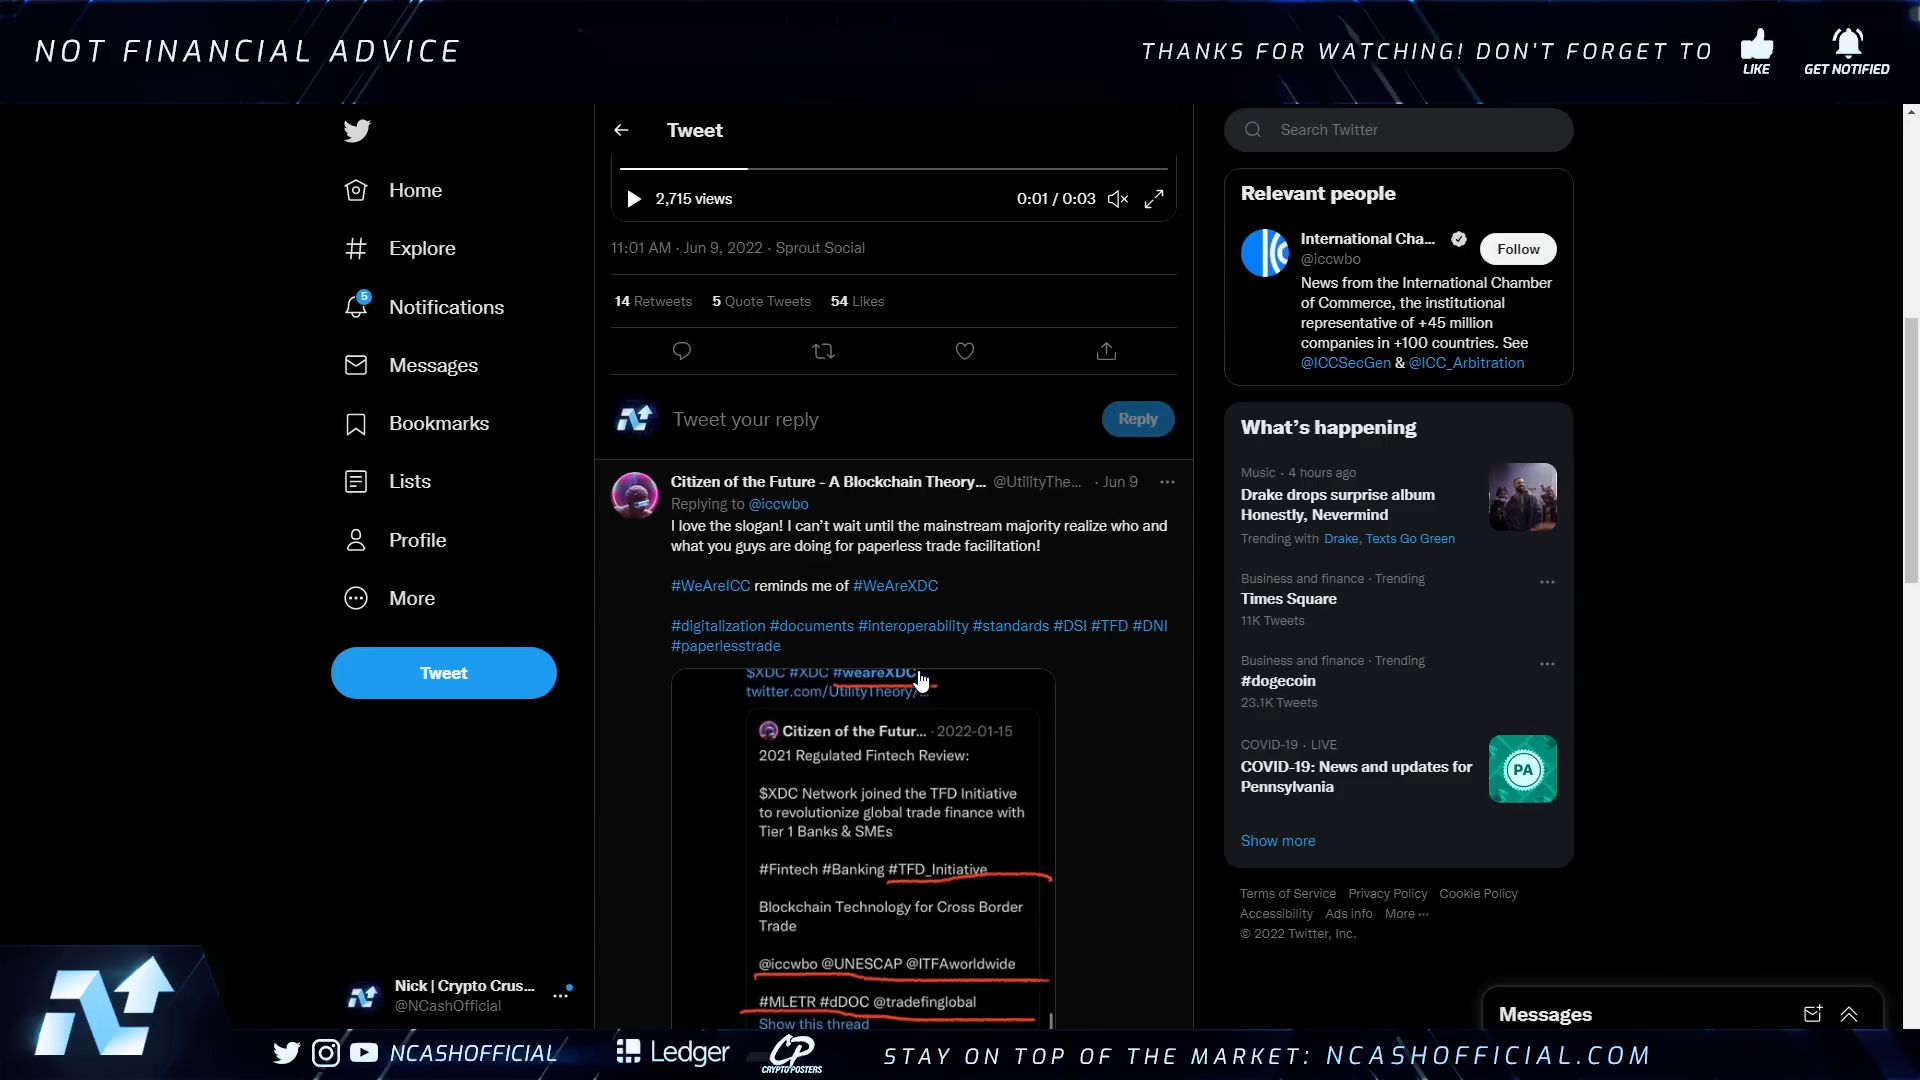 NOT FINANCIAL ADVICE
THANKS FOR WATCHING! DON'T FORGET TO
LIKE
GET NOTIFIED
Home
Explore
5
Notifications
Messages
Bookmarks
Lists
Profile
More
Tweet
Nick | Crypto Crus...
@NCashOfficial
Tweet
2,715 views
0:01 / 0:03
11:01 AM · Jun 9, 2022 · Sprout Social
14 Retweets 5 Quote Tweets 54 Likes
Tweet your reply
Reply
Citizen of the Future - A Blockchain Theory... @UtilityThe... · Jun 9
Replying to @iccwbo
I love the slogan! I can't wait until the mainstream majority realize who and
what you guys are doing for paperless trade facilitation!
#WeAreICC reminds me of #WeAreXDC
#digitalization #documents #interoperability #standards #DSI #TFD #DNI
#paperlesstrade
$XDC #XDC #weareXDC
twitter.com/UtilityTheory/...
Citizen of the Futur... · 2022-01-15
2021 Regulated Fintech Review:
$XDC Network joined the TFD Initiative
to revolutionize global trade finance with
Tier 1 Banks & SMEs
#Fintech #Banking #TFD_Initiative
Blockchain Technology for Cross Border
Trade
@iccwbo @UNESCAP @ITFAworldwide
#MLETR #dDOC @tradefinglobal
Show this thread
Search Twitter
Relevant people
International Cha...
@iccwbo
Follow
News from the International Chamber
of Commerce, the institutional
representative of +45 million
companies in +100 countries. See
@ICCSecGen & @ICC_Arbitration
What's happening
Music · 4 hours ago
Drake drops surprise album
Honestly, Nevermind
Trending with Drake, Texts Go Green
Business and finance · Trending
Times Square
11K Tweets
Business and finance · Trending
#dogecoin
23.1K Tweets
COVID-19 · LIVE
COVID-19: News and updates for
Pennsylvania
PA
Show more
Terms of Service Privacy Policy Cookie Policy
Accessibility Ads info More ···
© 2022 Twitter, Inc.
Messages
NCASHOFFICIAL
Ledger
CP
CRYPTO POSTERS
STAY ON TOP OF THE MARKET: NCASHOFFICIAL.COM